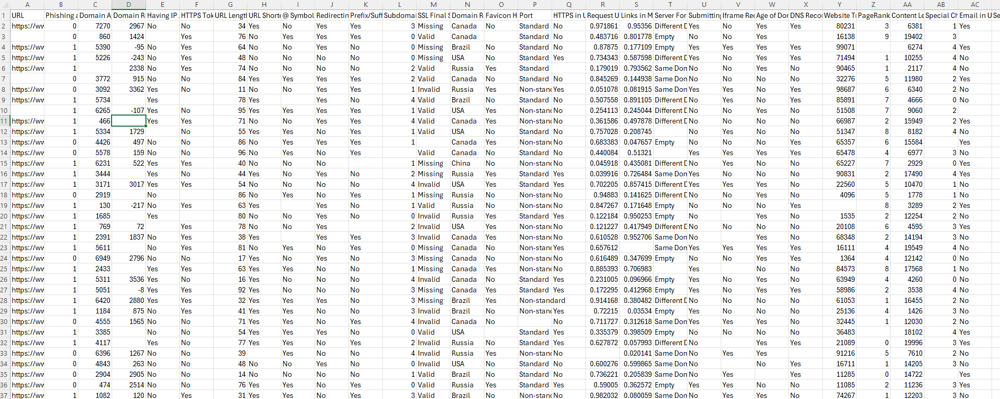 A B C D E F G H I J K L M N O P Q R S T U V W X Y Z AA AB AC
1 URL Phishing a Domain A Domain R Having IP HTTPS Tok URL Lengt URL Shorte @ Symbol Redirectin Prefix/Suff Subdomai SSL Final S Domain R Favicon H Port HTTPS in U Request U Links in M Server For Submitting Iframe Rec Age of Dor DNS Recor Website Tr PageRank Content Le Special Ch Email in U Se
2 https://ww 0 7270 2967 No No 34 Yes No Yes Yes 3 Missing Canada No Standard No 0.971861 0.95356 Different D Yes No Yes Yes 80231 3 6381 1 Yes
3 0 860 1424 Yes 76 No Yes Yes Yes 0 Valid Canada Standard No 0.483716 0.801778 Empty No No Yes 16138 9 19402 3
4 https://ww 1 5390 -95 No Yes 64 No No Yes No 0 Missing Brazil No Standard No 0.87875 0.177109 Empty Yes Yes Yes Yes 99071 6274 4 Yes
5 https://ww 1 5226 -243 No Yes 48 No No No No 0 Missing USA No Standard Yes 0.734343 0.587598 Different D Yes No Yes Yes 71494 1 10255 4 No
6 https://ww 1 2338 No Yes 74 No No No Yes 2 Valid Russia Yes Standard 0.179019 0.793562 Same Don No No Yes No 90465 1 2117 4 No
7 0 3772 915 No No 84 Yes Yes Yes Yes 2 Valid Canada No Standard No 0.845269 0.144938 Same Don No No No No 32276 5 11980 2 Yes
8 https://ww 0 3092 3362 Yes No 11 No No Yes Yes 1 Invalid Russia Yes Non-stand Yes 0.051078 0.081915 Same Don Yes Yes No Yes 98687 6 6340 2 No
9 https://ww 1 5734 Yes 78 Yes Yes No 4 Valid Brazil No Standard No 0.507558 0.891105 Different D No Yes No Yes 85891 7 4666 0 No
10 1 6265 -107 Yes No 95 Yes Yes Yes Yes 1 Valid USA Yes Non-stand No 0.254113 0.245044 Different D No No Yes No 51508 7 9060 2
11 https://ww 1 466 Yes Yes 71 No No Yes Yes 4 Valid Canada Yes Non-stand No 0.361586 0.497878 Different D No No No No 66987 2 15949 2 Yes
12 https://ww 1 5334 1729 No 55 Yes Yes No Yes 1 Valid USA No Standard No 0.757028 0.208745 No Yes No No 51347 8 8182 4 No
13 https://ww 0 4426 497 No No 86 No Yes Yes Yes 1 Canada Yes Non-stand No 0.683383 0.047657 Empty No No No Yes 65357 6 15584 Yes
14 https://ww 0 5578 159 No No 96 No Yes No Yes Valid Canada No Non-stand No 0.440084 0.51321 Yes Yes Yes Yes 65478 4 6977 3 No
15 https://ww 1 6231 522 Yes Yes 40 No No No 1 Missing China No Non-stand No 0.045918 0.435081 Different D No Yes No No 65227 7 2929 0 Yes
16 https://ww 1 3444 Yes No 44 Yes No Yes No 2 Missing Russia Yes Standard Yes 0.039916 0.726484 Same Don Yes No No No 90831 2 17490 4 Yes
17 https://ww 1 3171 3017 Yes Yes 54 No No No No 4 Invalid USA Yes Standard Yes 0.702205 0.857415 Different D Yes Yes Yes No 22560 5 10470 1 No
18 https://ww 0 2919 No 86 No Yes No Yes 1 Missing Russia No Standard No 0.94883 0.141625 Different D No No Yes No 4096 5 1778 1 No
19 https://ww 1 130 -217 No Yes 63 Yes Yes No 1 Valid Russia No Standard No 0.847267 0.171648 Empty No No No Yes 8 3289 2 Yes
20 https://ww 1 1685 Yes 80 No No Yes No 0 Invalid Russia Yes Standard Yes 0.122184 0.950253 Empty No Yes No 1535 2 12254 2 No
21 https://ww 1 769 72 Yes 78 No No Yes 2 Invalid USA Yes Non-stand No 0.121227 0.417949 Different D No No No No 20108 6 4595 3 Yes
22 https://ww 1 2391 1837 No Yes 38 Yes Yes Yes 3 Invalid Canada No Non-stand No 0.610528 0.952706 Same Don No Yes No 68348 2 14194 3 No
23 https://ww 1 5611 No Yes 81 No Yes No Yes 0 Missing Canada No Non-stand Yes 0.657612 Same Don Yes Yes Yes Yes 16111 4 19549 4 No
24 https://ww 0 6949 2796 No No 17 Yes No Yes No 3 Missing Canada No Non-stand No 0.616489 0.347699 Empty No No Yes Yes 1364 4 12142 0 No
25 https://ww 1 2433 Yes Yes 63 Yes Yes No No 1 Missing Canada Yes Non-stand No 0.885393 0.706983 Yes No No 84573 8 17568 1 No
26 https://ww 1 5311 3536 Yes No 16 Yes No No No 4 Invalid Canada No Standard Yes 0.231005 0.096966 Empty Yes No Yes No 63949 4 4260 0 No
27 https://ww 1 5051 -8 Yes Yes 92 Yes No No No 3 Missing Canada Yes Non-stand Yes 0.172295 0.412968 Empty Yes No Yes Yes 58986 2 3538 4 No
28 https://ww 1 6420 2880 Yes Yes 32 Yes Yes Yes No 3 Missing Brazil Yes Non-standard 0.914168 0.380482 Different D No No No No 61053 1 16455 2 No
29 https://ww 1 1184 875 No Yes 41 Yes Yes No No 3 Invalid Brazil No Non-stand Yes 0.72215 0.03534 Empty Yes No Yes No 25136 4 1426 3 No
30 https://ww 0 4555 1565 No No 71 Yes Yes No Yes 4 Invalid Canada No No 0.711727 0.312618 Same Don Yes Yes Yes No 32445 1 12030 2 No
31 https://ww 1 3385 No No 54 Yes Yes Yes No 0 Valid USA Standard Yes 0.335379 0.398509 Empty No No No No 36483 18102 4 Yes
32 https://ww 1 4117 Yes No 77 Yes Yes No Yes 2 Invalid Russia No Standard Yes 0.627872 0.057993 Different D No Yes Yes 21089 0 19996 3 Yes
33 https://ww 0 6396 1267 No No 39 Yes No No 4 Invalid Russia Yes Non-stand No 0.020141 Same Don No Yes Yes 91216 5 7610 2 No
34 https://ww 0 4843 263 No No 48 No No Yes No 0 Invalid USA No Standard No 0.600276 0.599865 Same Don No No Yes 16711 1 14205 3 No
35 https://ww 0 2904 2905 No No 14 No No No No 1 Valid Brazil No Standard No 0.736221 0.205839 Same Don No Yes Yes 11285 0 14722 Yes
36 https://ww 0 474 2514 No No 76 Yes Yes No Yes 0 Valid Russia Yes Standard No 0.59005 0.362572 Empty Yes Yes No No 11085 2 11236 3 Yes
37 https://ww 1 1082 120 No Yes 31 Yes Yes No Yes 3 Valid Brazil No Non-stand No 0.982032 0.080059 Same Don No Yes Yes No 74267 1 12203 3 No